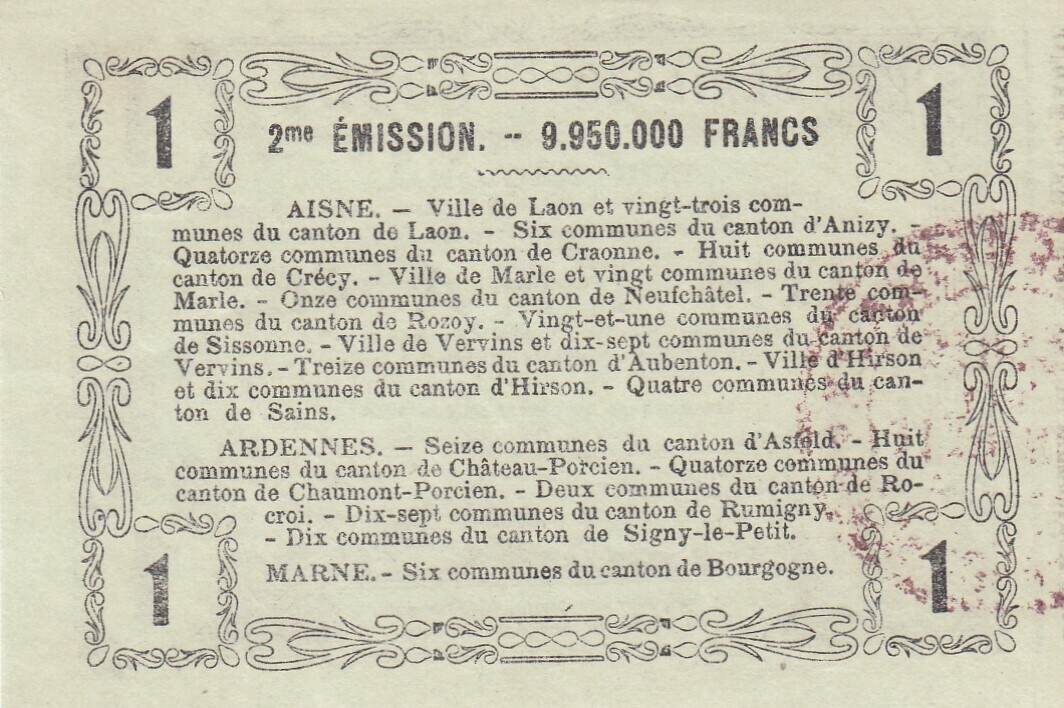 1 1
2me ÉMISSION. -- 9.950.000 FRANCS
AISNE. — Ville de Laon et vingt-trois com-
munes du canton de Laon. - Six communes du canton d'Anizy. -
Quatorze communes du canton de Craonne. - Huit communes du
canton de Crécy. - Ville de Marle et vingt communes du canton de
Marle. - Onze communes du canton de Neufchâtel. - Trente com-
munes du canton de Rozoy. - Vingt-et-une communes du canton
de Sissonne. - Ville de Vervins et dix-sept communes du canton de
Vervins. - Treize communes du canton d'Aubenton. - Ville d'Hirson
et dix communes du canton d'Hirson. - Quatre communes du can-
ton de Sains.
ARDENNES. — Seize communes du canton d'Asfeld. - Huit
communes du canton de Château-Porcien. - Quatorze communes du
canton de Chaumont-Porcien. - Deux communes du canton de Ro-
croi. - Dix-sept communes du canton de Rumigny.
- Dix communes du canton de Signy-le-Petit.
MARNE. - Six communes du canton de Bourgogne.
1 1